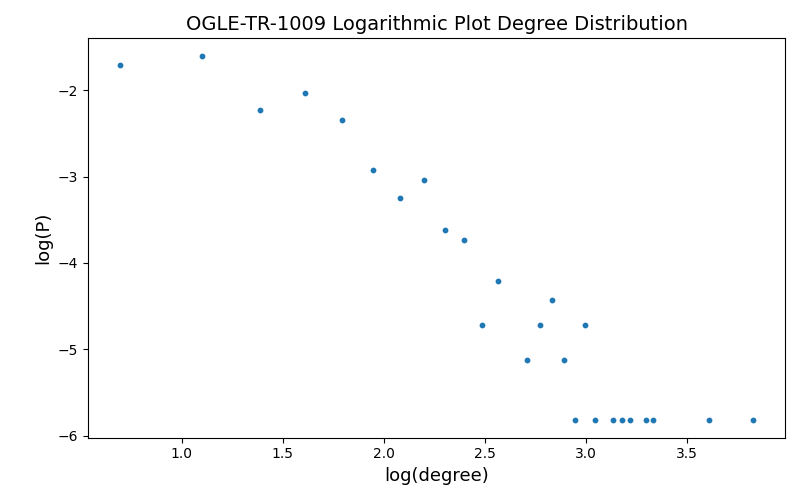 OGLE-TR-1009 Logarithmic Plot Degree Distribution
log(P)
−2
−3
−4
−5
−6
1.0 1.5 2.0 2.5 3.0 3.5
log(degree)